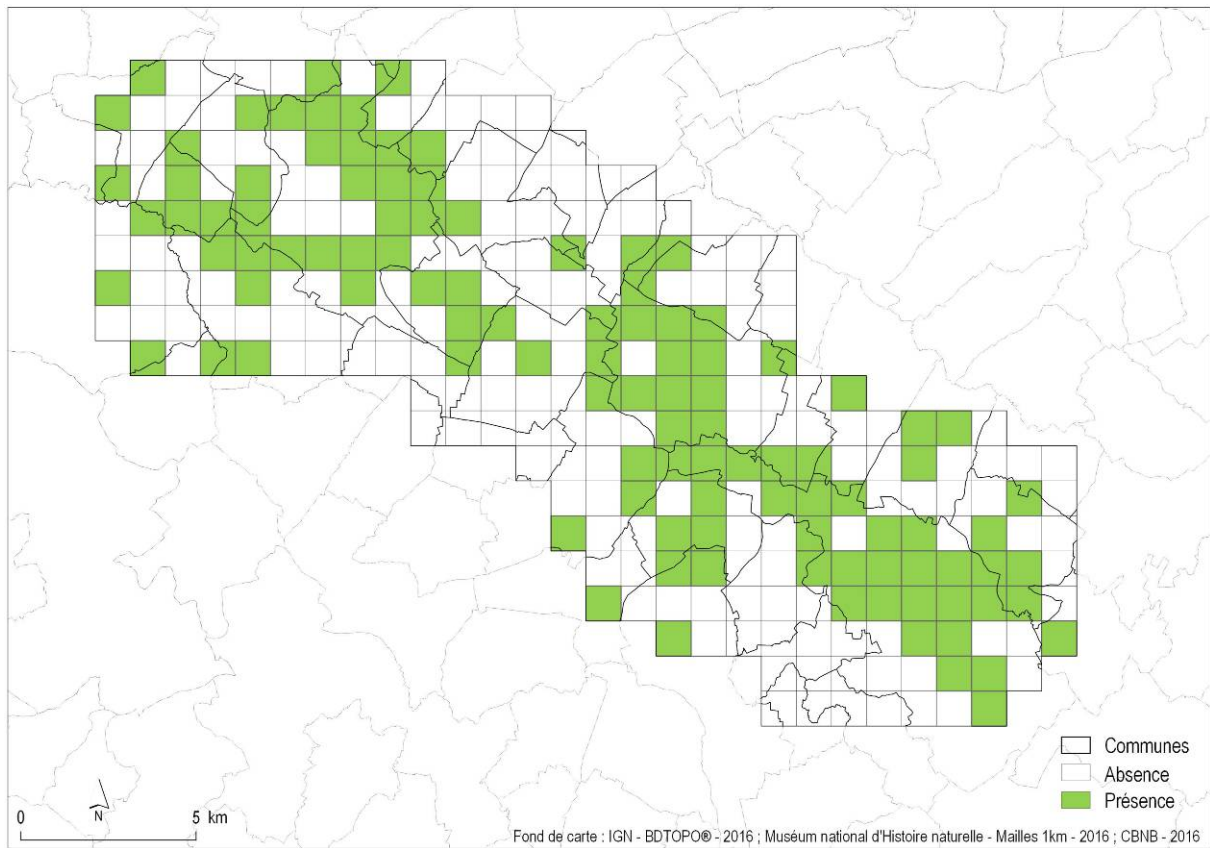 Communes
Absence
Présence
N
0 5 km
Fond de carte : IGN - BDTOPO® - 2016 ; Muséum national d'Histoire naturelle - Mailles 1km - 2016 ; CBNB - 2016